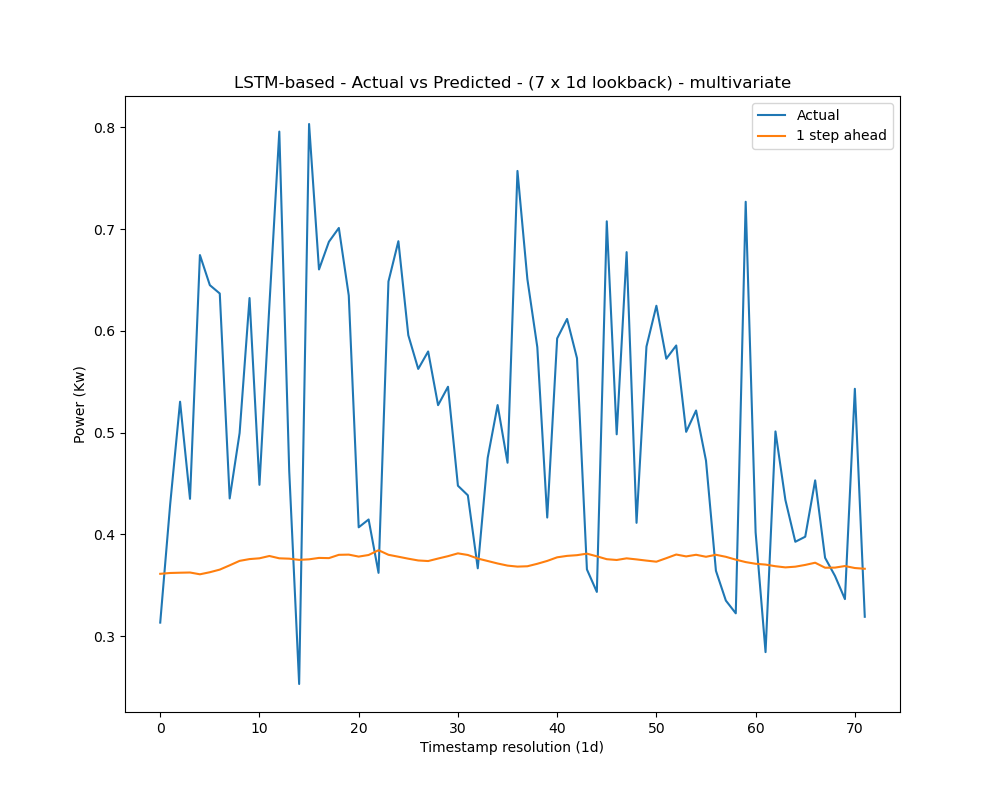 LSTM-based - Actual vs Predicted - (7 x 1d lookback) - multivariate
Actual
1 step ahead
0.8
0.7
0.6
0.5
0.4
0.3
Power (Kw)
0 10 20 30 40 50 60 70
Timestamp resolution (1d)